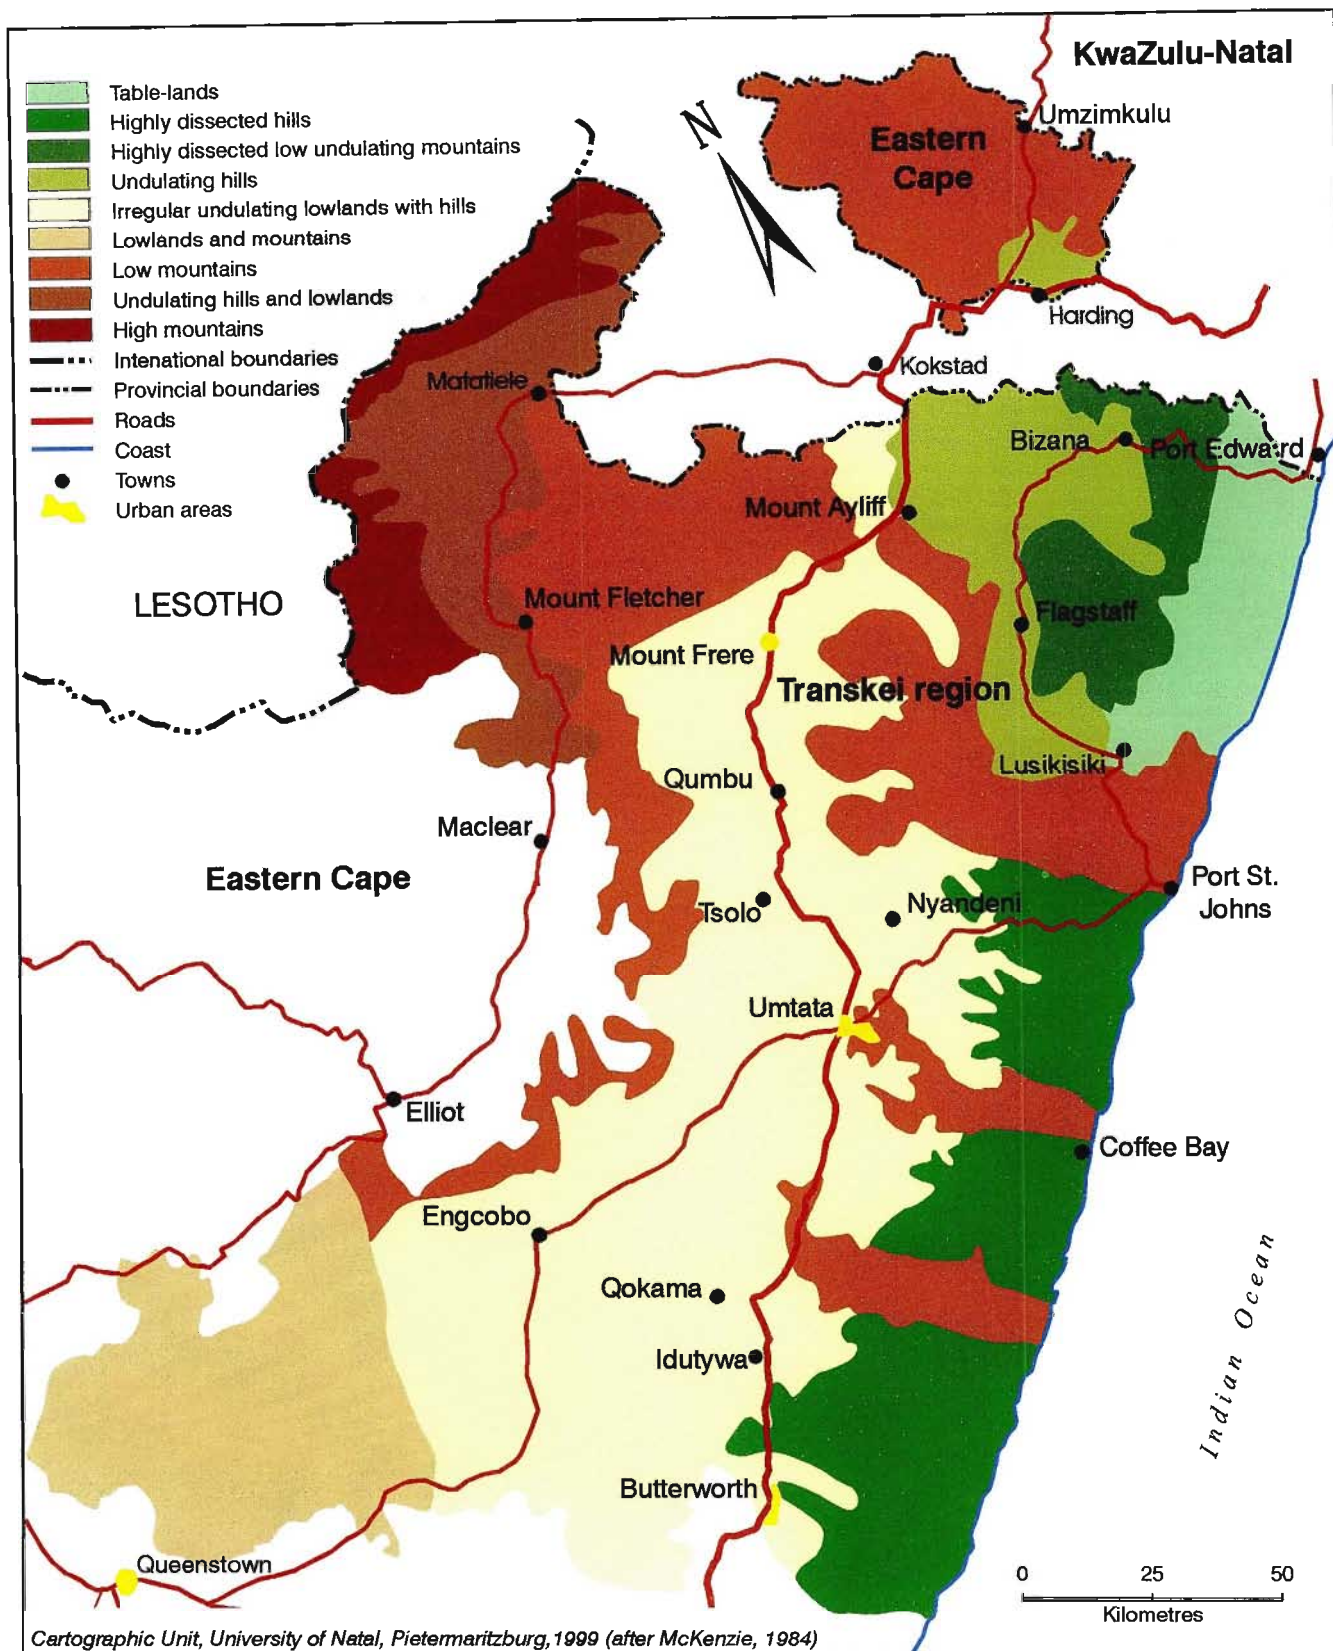 KwaZulu-Natal
Table-lands
Highly dissected hills
Highly dissected low undulating mountains
Undulating hills
Irregular undulating lowlands with hills
Lowlands and mountains
Low mountains
Undulating hills and lowlands
High mountains
Intenational boundaries
Provincial boundaries
Roads
Coast
Towns
Urban areas
N
Umzimkulu
Eastern
Cape
Harding
Kokstad
Matatiele
Bizana
Port Edward
Mount Ayliff
LESOTHO
Mount Fletcher
Flagstaff
Mount Frere
Transkei region
Lusikisiki
Qumbu
Maclear
Eastern Cape
Port St.
Johns
Tsolo
Nyandeni
Umtata
Elliot
Coffee Bay
Engcobo
Qokama
Indian Ocean
Idutywa
Butterworth
Queenstown
0 25 50
Kilometres
Cartographic Unit, University of Natal, Pietermaritzburg,1999 (after McKenzie, 1984)